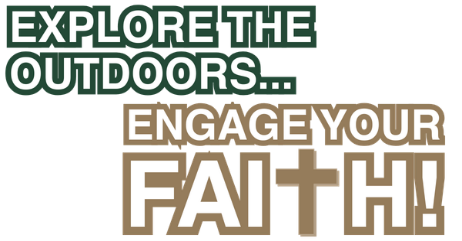 EXPLORE THE
OUTDOORS...
ENGAGE YOUR
FAITH!